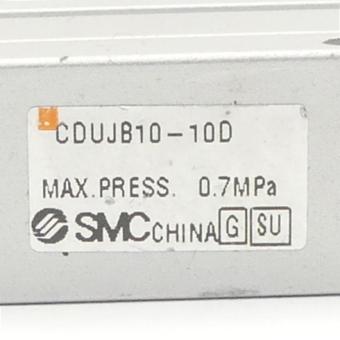 CDUJB10-10D
MAX.PRESS. 0.7MPa
SMC CHINA G SU